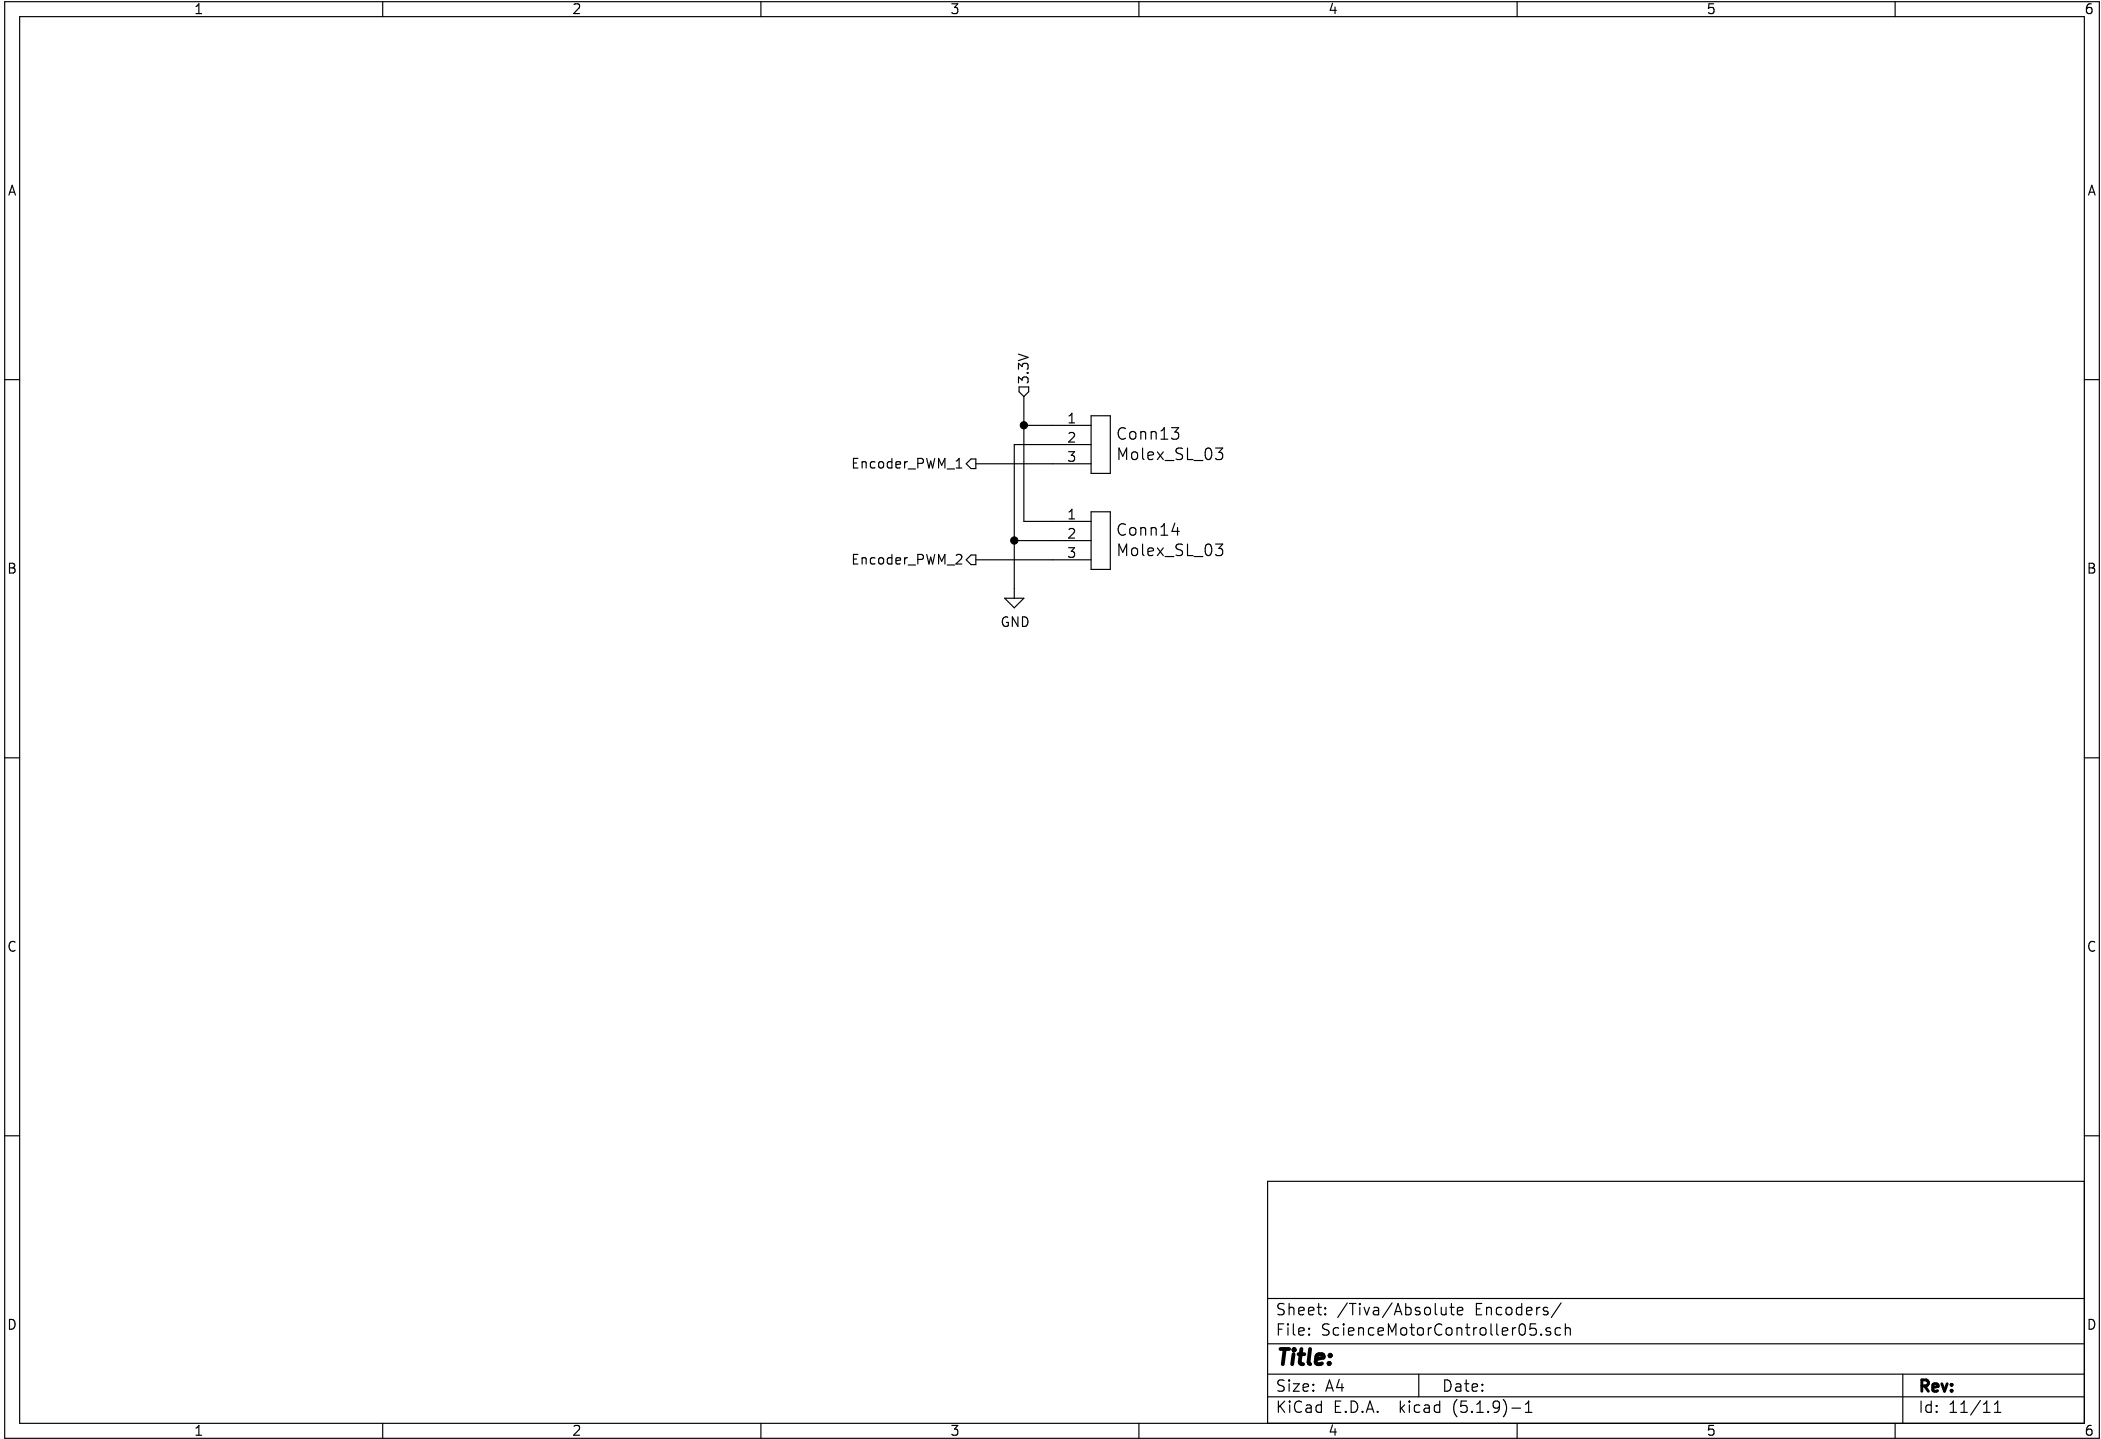 1 2 3 4 5 6
A A
3.3V
1
2
3
Conn13
Molex_SL_03
Encoder_PWM_1
1
2
3
Conn14
Molex_SL_03
Encoder_PWM_2
B B
GND
C C
Sheet: /Tiva/Absolute Encoders/
File: ScienceMotorController05.sch
D D
Title:
Size: A4 Date: Rev:
KiCad E.D.A. kicad (5.1.9)-1 Id: 11/11
1 2 3 4 5 6